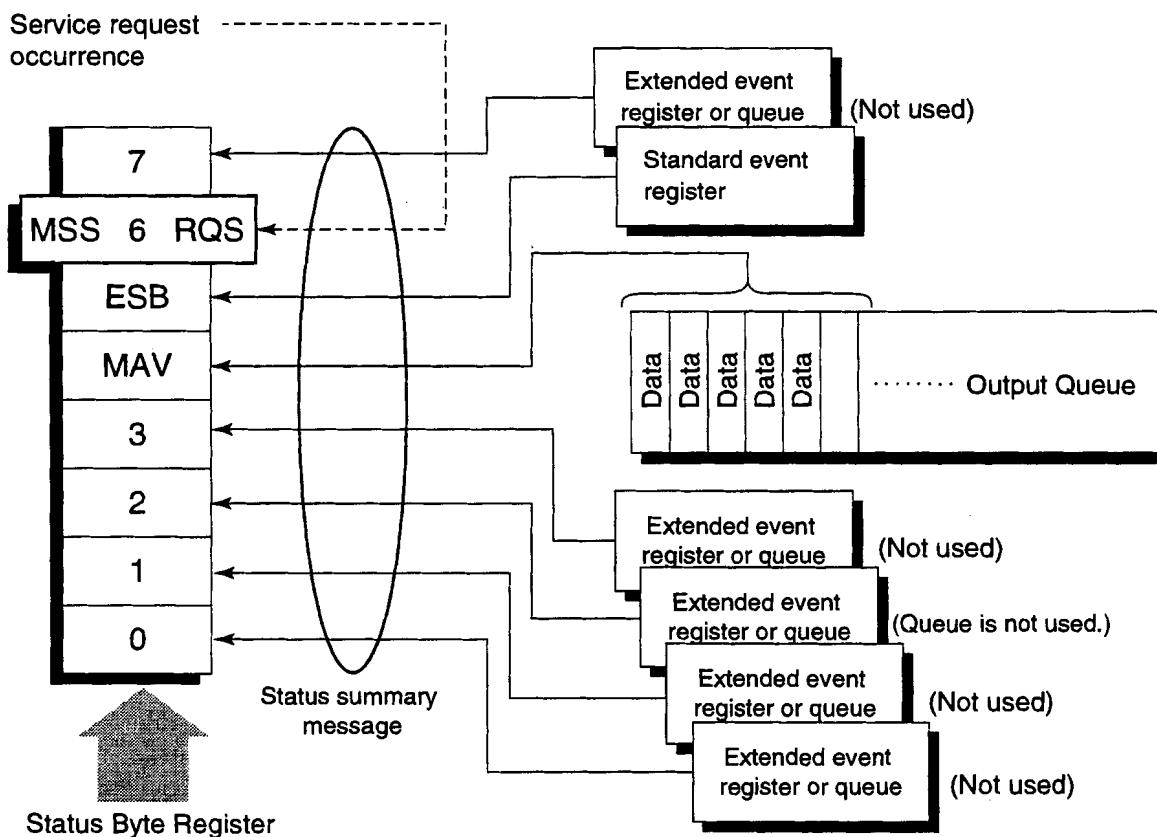 Service request
occurrence
Extended event
register or queue
(Not used)
Standard event
register
7
MSS 6 RQS
ESB
MAV
3
2
1
0
Data
Data
Data
Data
Data
........ Output Queue
Extended event
register or queue
(Not used)
Extended event
register or queue
(Queue is not used.)
Extended event
register or queue
(Not used)
Extended event
register or queue
(Not used)
Status summary
message
Status Byte Register